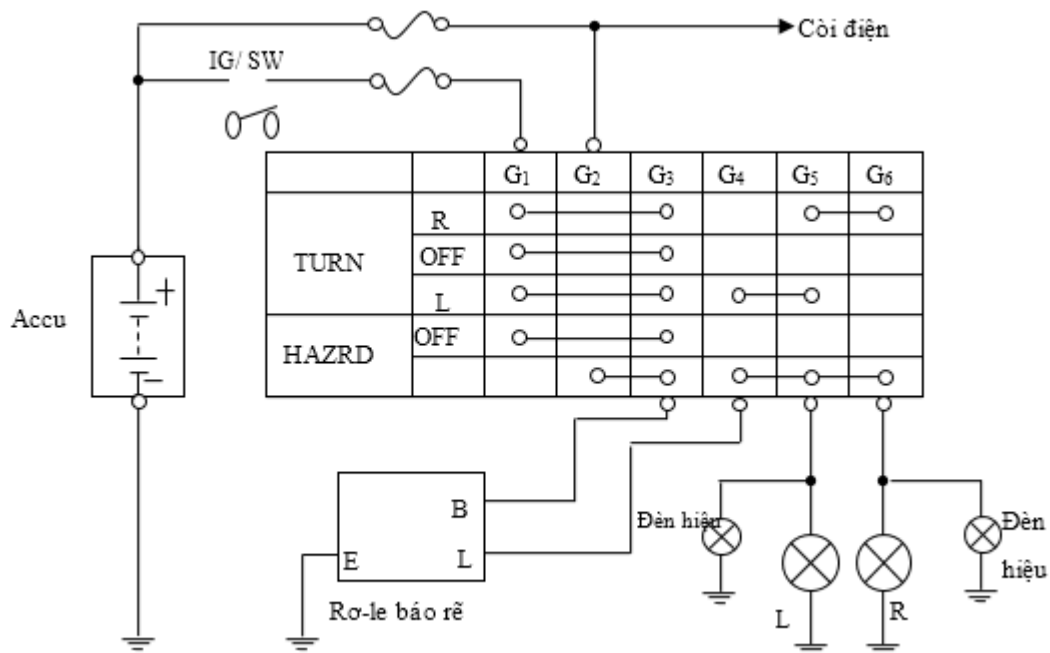 Còi điện
IG/ SW
G1 G2 G3 G4 G5 G6
R
TURN OFF
L
Accu
+
-
HAZRD OFF
B
E L
Rơ-le báo rẽ
Đèn hiệu
L
R
Đèn
hiệu